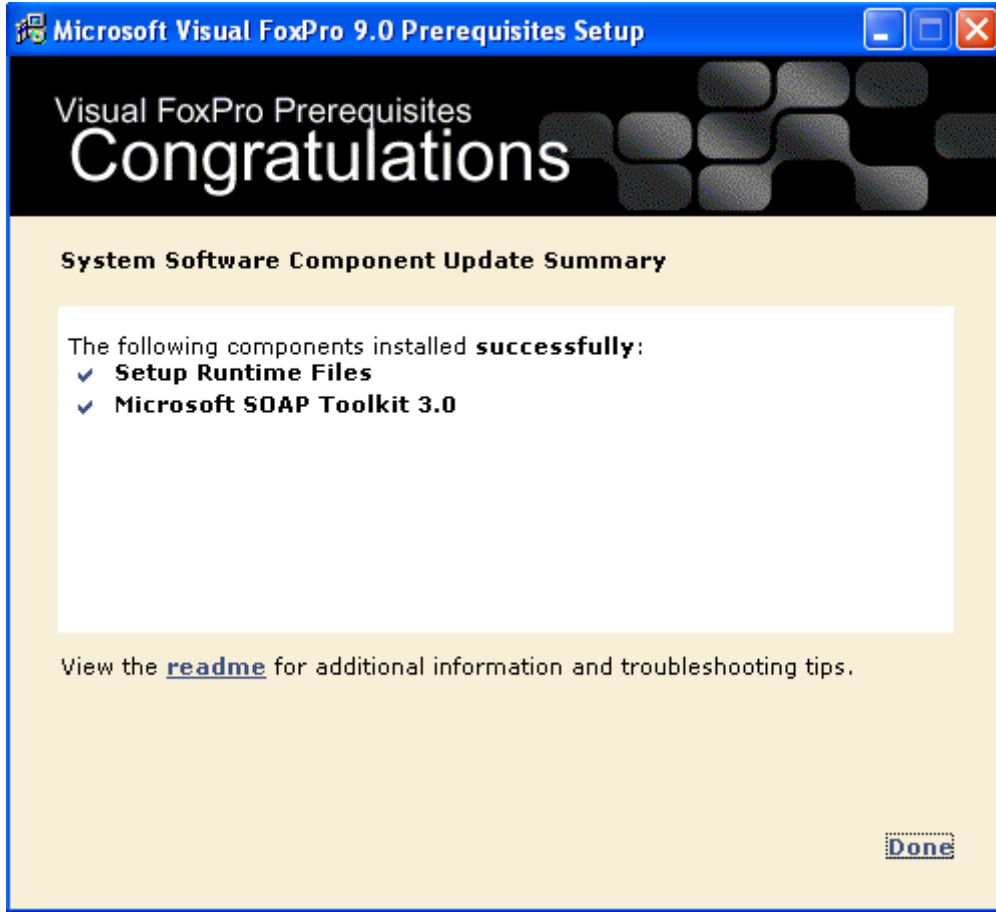 Microsoft Visual FoxPro 9.0 Prerequisites Setup
Visual FoxPro Prerequisites
Congratulations
System Software Component Update Summary
The following components installed successfully:
Setup Runtime Files
Microsoft SOAP Toolkit 3.0
View the readme for additional information and troubleshooting tips.
Done